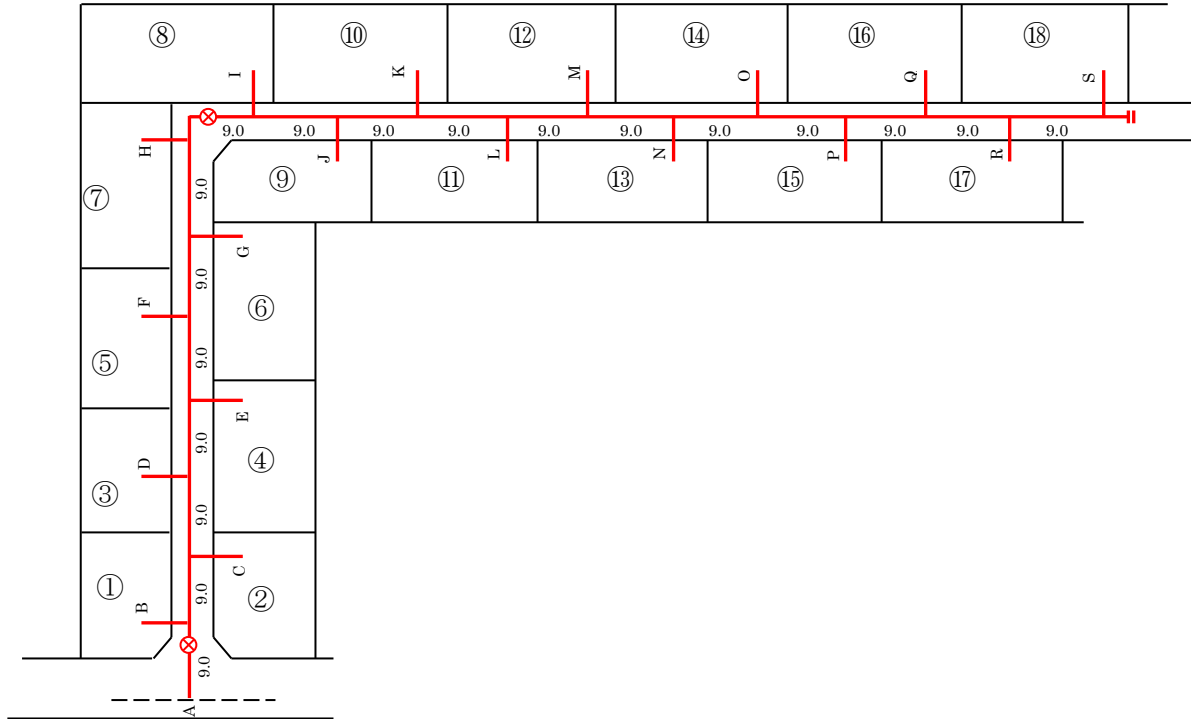 ⑧ ⑩ ⑫ ⑭ ⑯ ⑱
I K M O Q S
9.0 9.0 9.0 9.0 9.0 9.0 9.0 9.0 9.0 9.0 9.0
H J L N P R
⑨ ⑪ ⑬ ⑮ ⑰
9.0
⑦
G
9.0
F
⑥
9.0
⑤
E
9.0
D
④
③
9.0
C
①
9.0
②
B
9.0
A